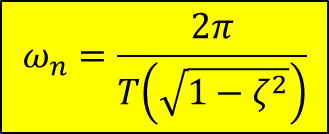 ωₙ = 2π / T(√(1 − ζ²))